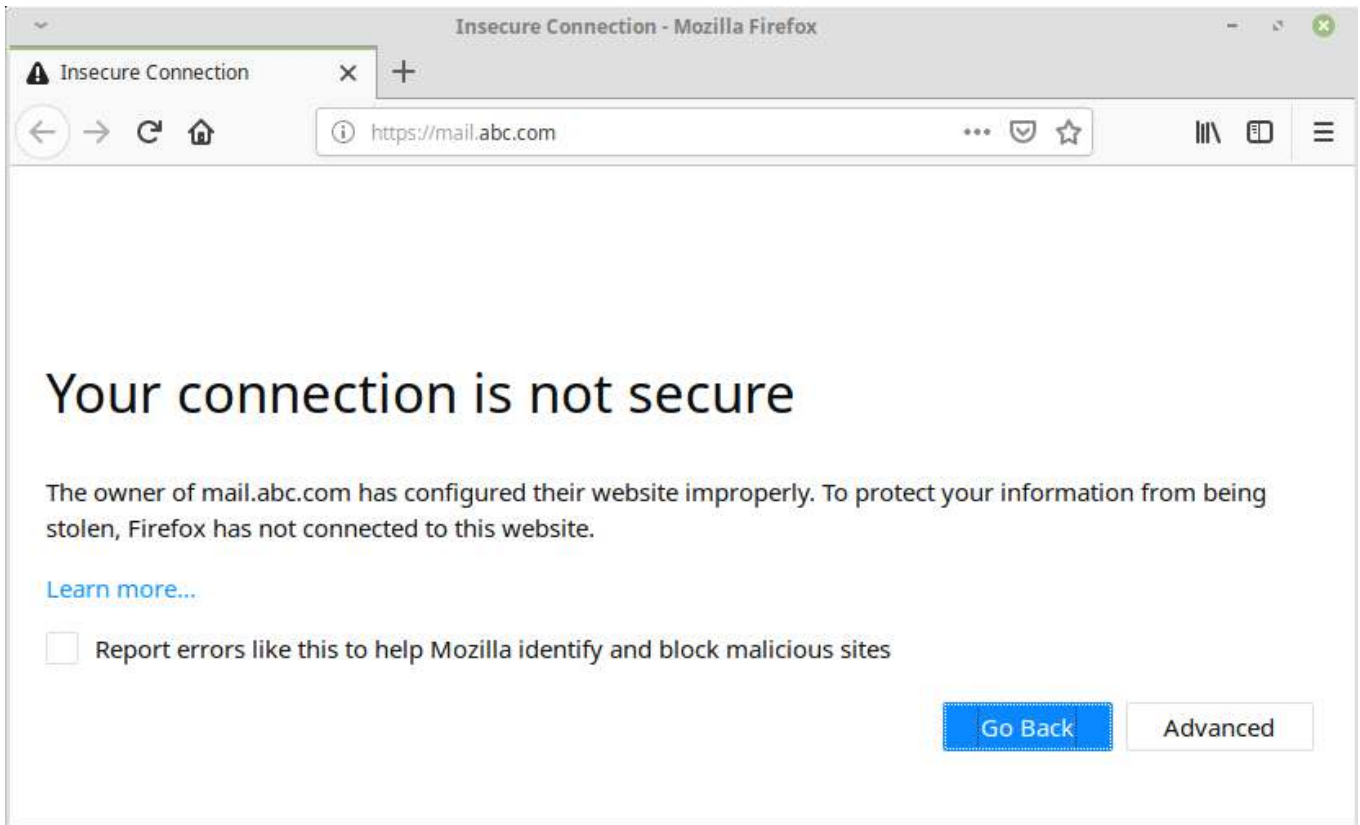 Insecure Connection - Mozilla Firefox
Insecure Connection
https://mail.abc.com
Your connection is not secure
The owner of mail.abc.com has configured their website improperly. To protect your information from being
stolen, Firefox has not connected to this website.
Learn more...
Report errors like this to help Mozilla identify and block malicious sites
Go Back Advanced